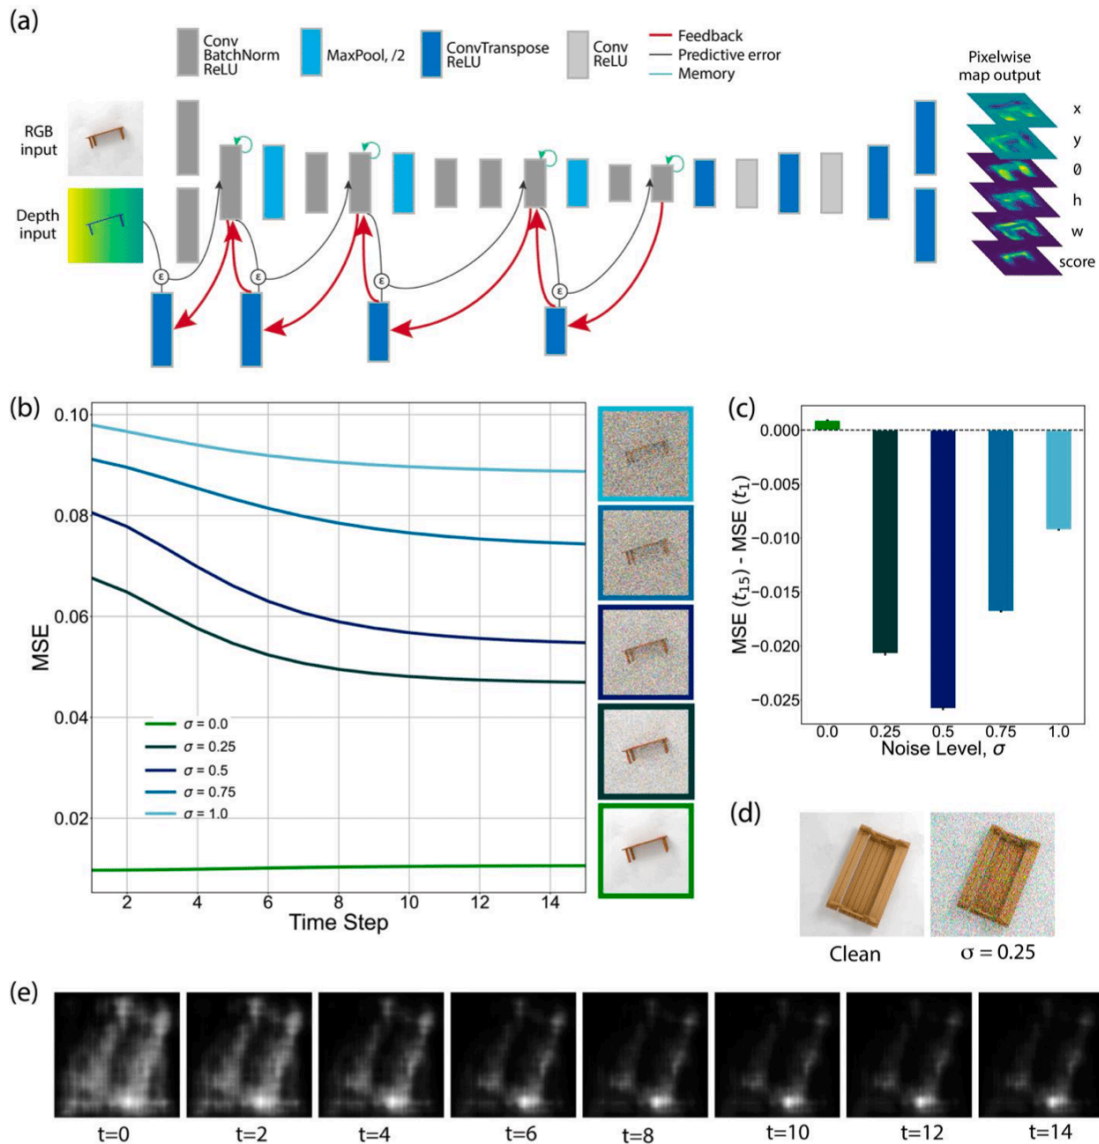 (a)
Conv
BatchNorm
ReLU
MaxPool, /2
ConvTranspose
ReLU
Conv
ReLU
Feedback
Predictive error
Memory
Pixelwise
map output
RGB
input
Depth
input
ε
ε
ε
ε
x
y
θ
h
w
score
(b)
0.10
0.08
0.06
0.04
0.02
MSE
σ = 0.0
σ = 0.25
σ = 0.5
σ = 0.75
σ = 1.0
2 4 6 8 10 12 14
Time Step
(c)
0.000
−0.005
−0.010
−0.015
−0.020
−0.025
MSE (t15) - MSE (t1)
0.0 0.25 0.5 0.75 1.0
Noise Level, σ
(d)
Clean
σ = 0.25
(e)
t=0 t=2 t=4 t=6 t=8 t=10 t=12 t=14